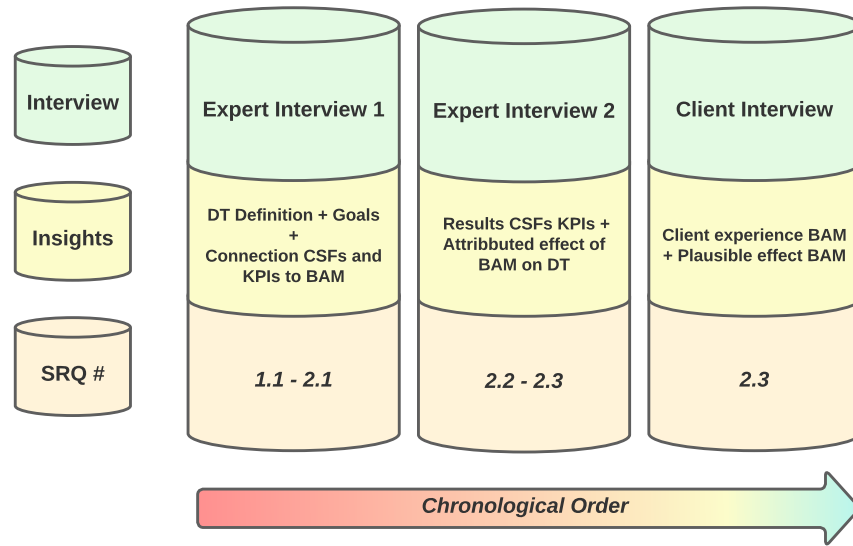 Interview
Insights
SRQ #
Expert Interview 1
DT Definition + Goals
+
Connection CSFs and
KPIs to BAM
1.1 - 2.1
Expert Interview 2
Results CSFs KPIs +
Attribbuted effect of
BAM on DT
2.2 - 2.3
Client Interview
Client experience BAM
+ Plausible effect BAM
2.3
Chronological Order